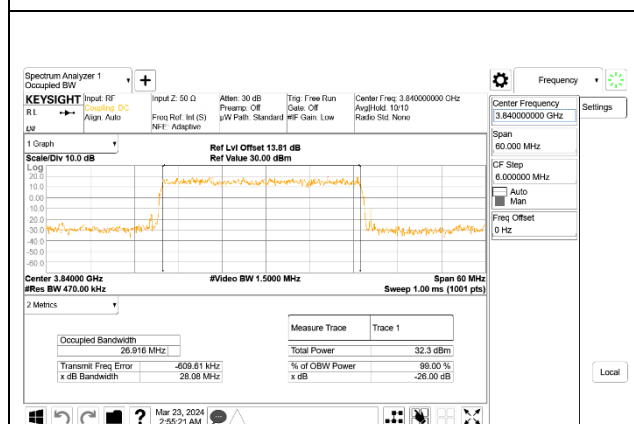 Spectrum Analyzer 1
Occupied BW
+
Frequency
KEYSIGHT
R L
Input: RF
Coupling: DC
Align: Auto
Input Z: 50 Ω
Freq Ref: Int (S)
NFE: Adaptive
Atten: 30 dB
Preamp: Off
µW Path: Standard
Trig: Free Run
Gate: Off
#IF Gain: Low
Center Freq: 3.840000000 GHz
Avg|Hold: 10/10
Radio Std: None
Center Frequency
3.840000000 GHz
Settings
Span
60.000 MHz
CF Step
6.000000 MHz
Auto
Man
Freq Offset
0 Hz
Local
1 Graph
Scale/Div 10.0 dB
Ref Lvl Offset 13.81 dB
Ref Value 30.00 dBm
Log
20.0
10.0
0.00
-10.0
-20.0
-30.0
-40.0
-50.0
-60.0
Center 3.84000 GHz
#Video BW 1.5000 MHz
Span 60 MHz
#Res BW 470.00 kHz
Sweep 1.00 ms (1001 pts)
2 Metrics
Measure Trace
Trace 1
Occupied Bandwidth
26.916 MHz
Total Power
32.3 dBm
Transmit Freq Error
-609.61 kHz
% of OBW Power
99.00 %
x dB Bandwidth
28.08 MHz
x dB
-26.00 dB
?
Mar 23, 2024
2:55:21 AM